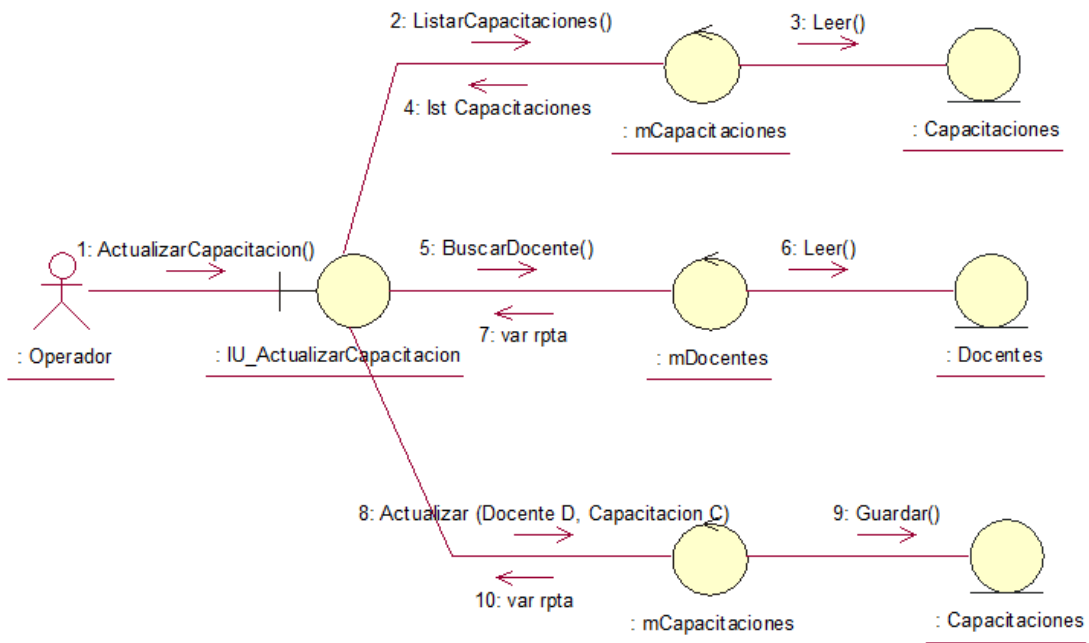 2: ListarCapacitaciones()
3: Leer()
4: lst Capacitaciones
: mCapacitaciones
: Capacitaciones
1: ActualizarCapacitacion()
5: BuscarDocente()
6: Leer()
7: var rpta
: Operador
: IU_ActualizarCapacitacion
: mDocentes
: Docentes
8: Actualizar (Docente D, Capacitacion C)
9: Guardar()
10: var rpta
: mCapacitaciones
: Capacitaciones